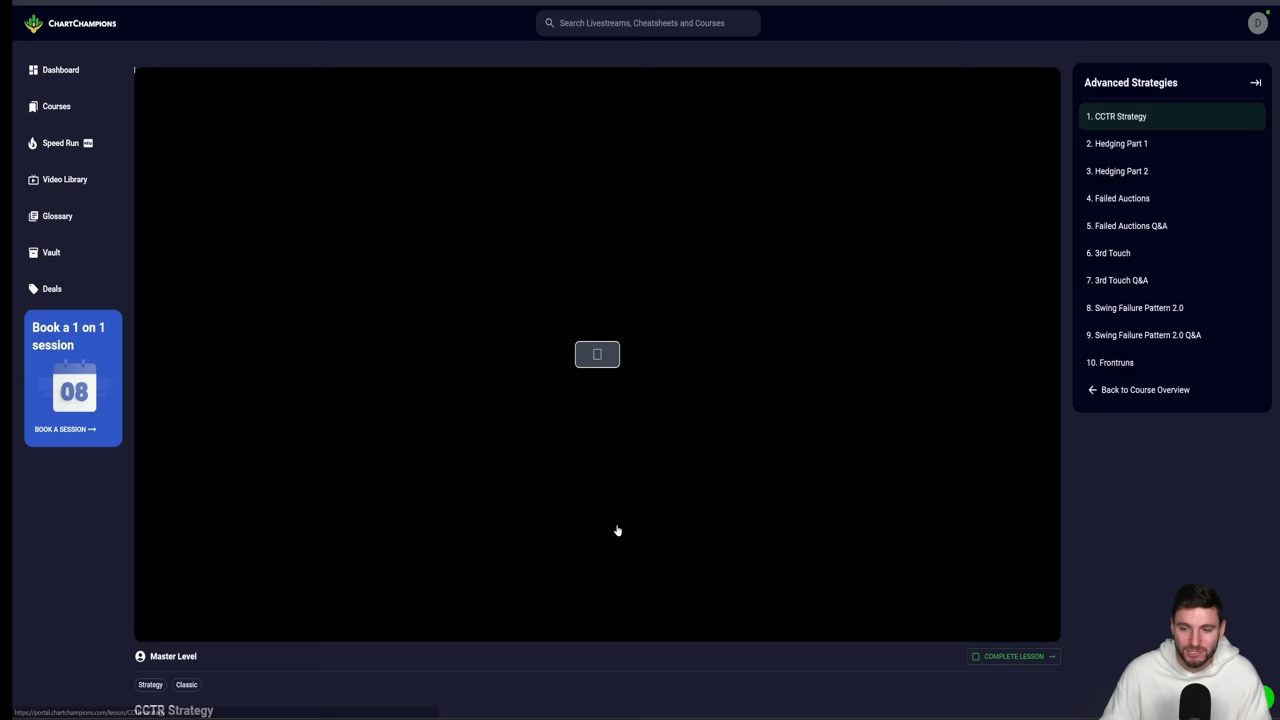 CHARTCHAMPIONS
Search Livestreams, Cheatsheets and Courses
D
Dashboard
Courses
Speed Run NEW
Video Library
Glossary
Vault
Deals
Book a 1 on 1
session
08
BOOK A SESSION →
Advanced Strategies
1. CCTR Strategy
2. Hedging Part 1
3. Hedging Part 2
4. Failed Auctions
5. Failed Auctions Q&A
6. 3rd Touch
7. 3rd Touch Q&A
8. Swing Failure Pattern 2.0
9. Swing Failure Pattern 2.0 Q&A
10. Frontruns
← Back to Course Overview
Master Level
COMPLETE LESSON →
Strategy
Classic
CCTR Strategy